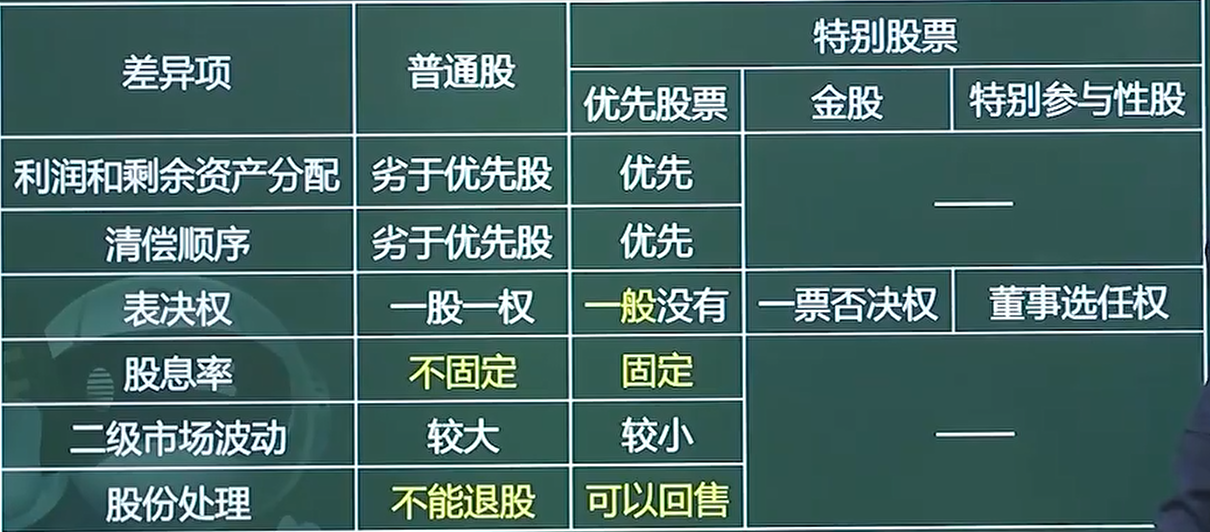 差异项 普通股 特别股票
优先股票 金股 特别参与性股
利润和剩余资产分配 劣于优先股 优先 ——
清偿顺序 劣于优先股 优先
表决权 一股一权 一般没有 一票否决权 董事选任权
股息率 不固定 固定
二级市场波动 较大 较小 ——
股份处理 不能退股 可以回售